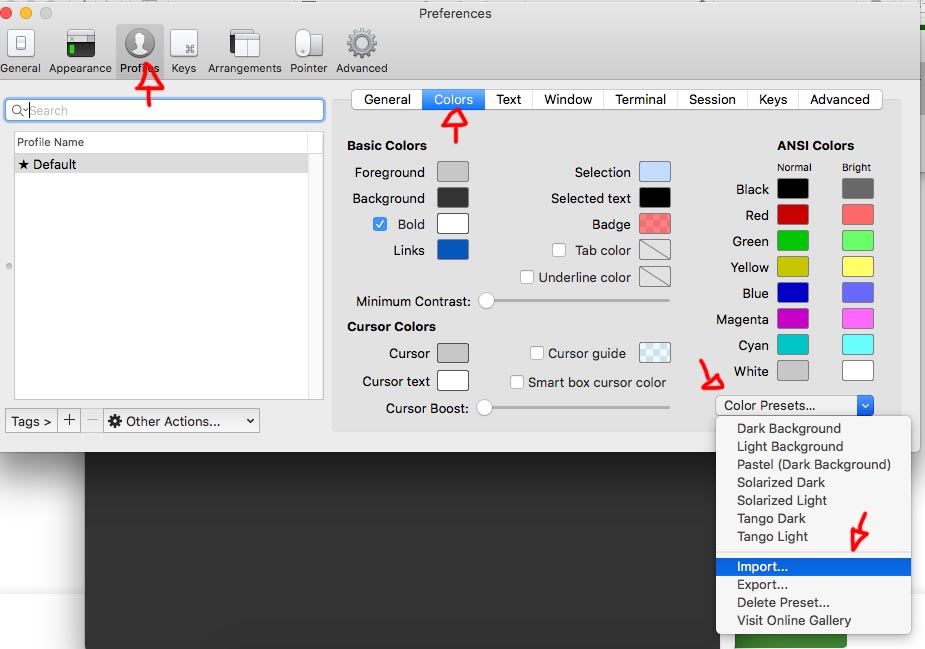 Preferences
General Appearance Profiles Keys Arrangements Pointer Advanced
Search
Profile Name
★ Default
Tags > + − Other Actions...
General Colors Text Window Terminal Session Keys Advanced
Basic Colors
Foreground
Background
Bold
Links
Selection
Selected text
Badge
Tab color
Underline color
Minimum Contrast:
Cursor Colors
Cursor
Cursor text
Cursor Boost:
Cursor guide
Smart box cursor color
ANSI Colors
Normal Bright
Black
Red
Green
Yellow
Blue
Magenta
Cyan
White
Color Presets...
Dark Background
Light Background
Pastel (Dark Background)
Solarized Dark
Solarized Light
Tango Dark
Tango Light
Import...
Export...
Delete Preset...
Visit Online Gallery